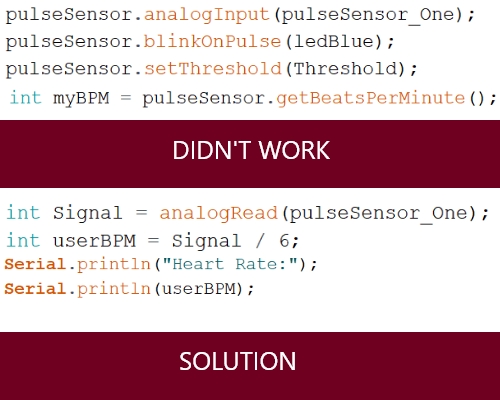 pulseSensor.analogInput(pulseSensor_One);
pulseSensor.blinkOnPulse(ledBlue);
pulseSensor.setThreshold(Threshold);
int myBPM = pulseSensor.getBeatsPerMinute();
DIDN'T WORK
int Signal = analogRead(pulseSensor_One);
int userBPM = Signal / 6;
Serial.println("Heart Rate:");
Serial.println(userBPM);
SOLUTION